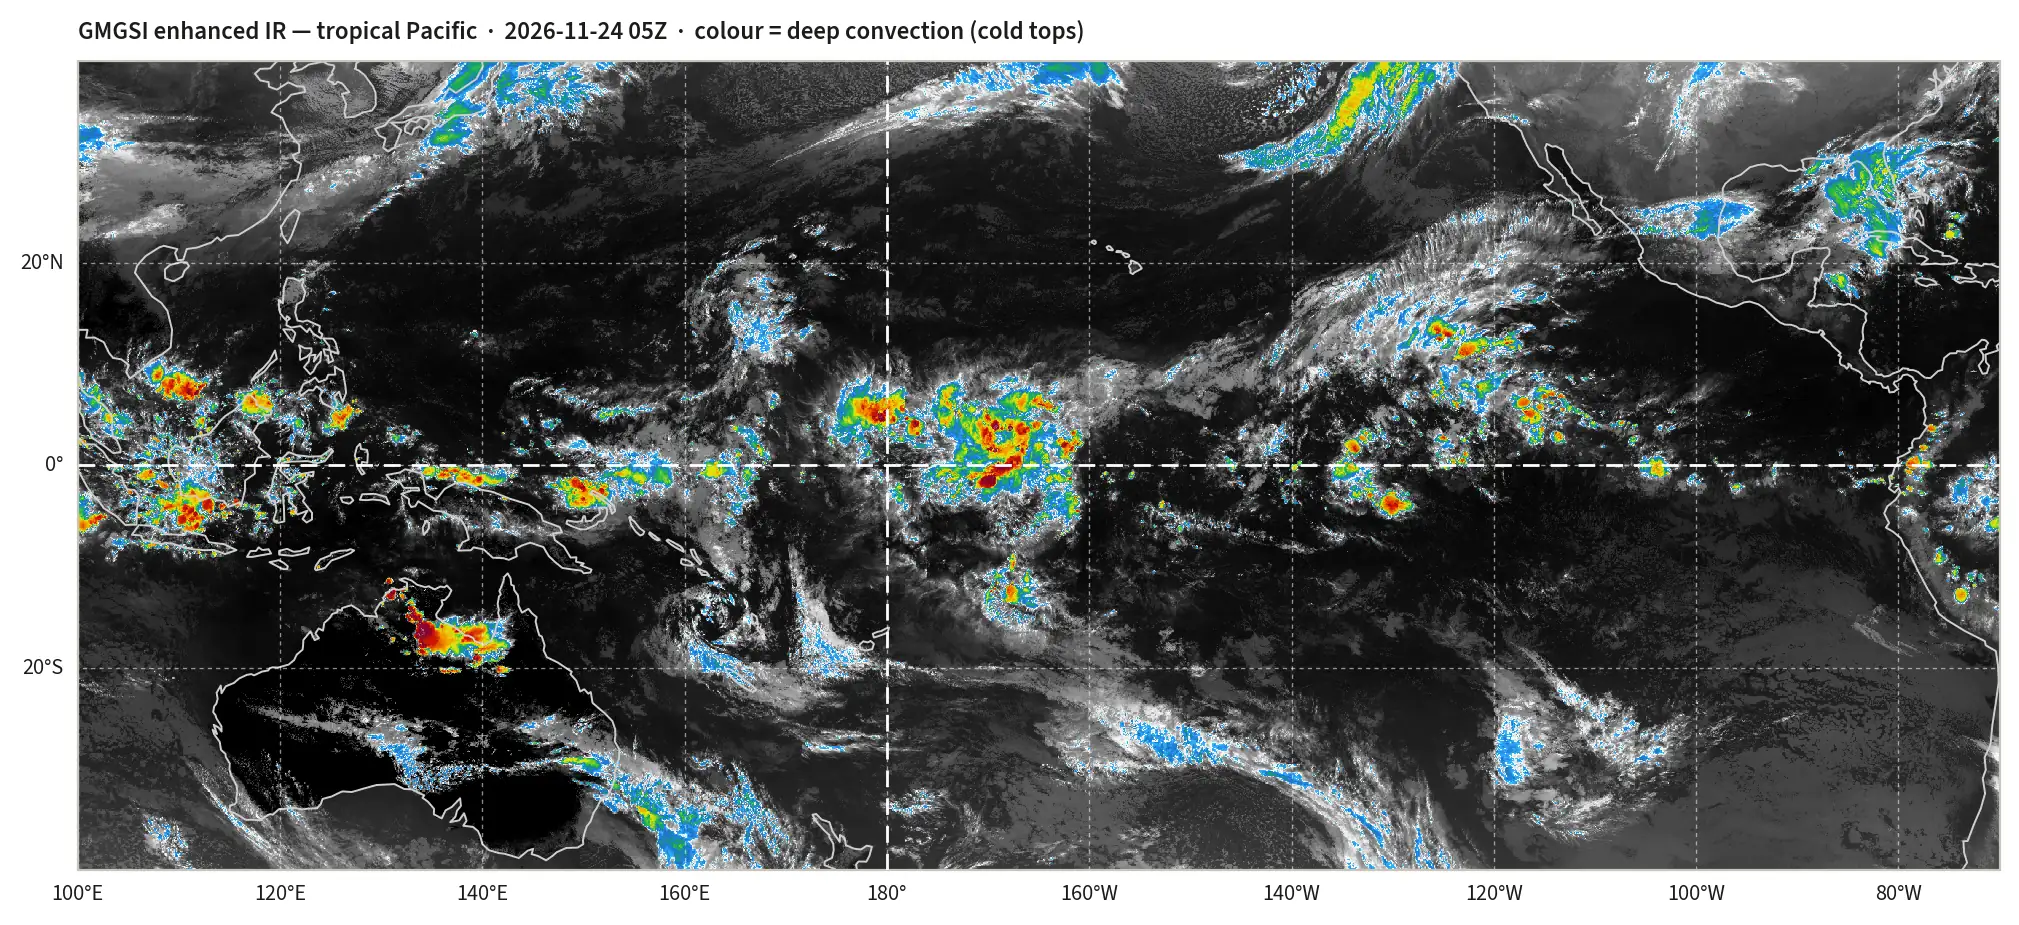 GMGSI enhanced IR — tropical Pacific · 2026-11-24 05Z · colour = deep convection (cold tops)
20°N
0°
20°S
100°E 120°E 140°E 160°E 180° 160°W 140°W 120°W 100°W 80°W